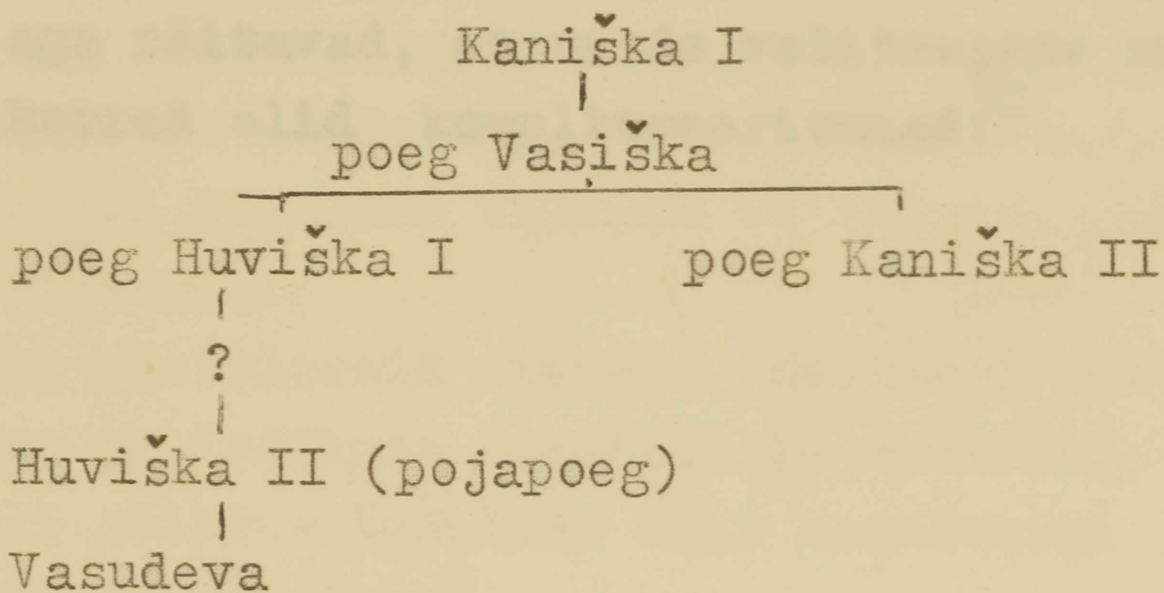 Kaniška I
poeg Vasiška
poeg Huviška I poeg Kaniška II
?
Huviška II (pojapoeg)
Vasudeva